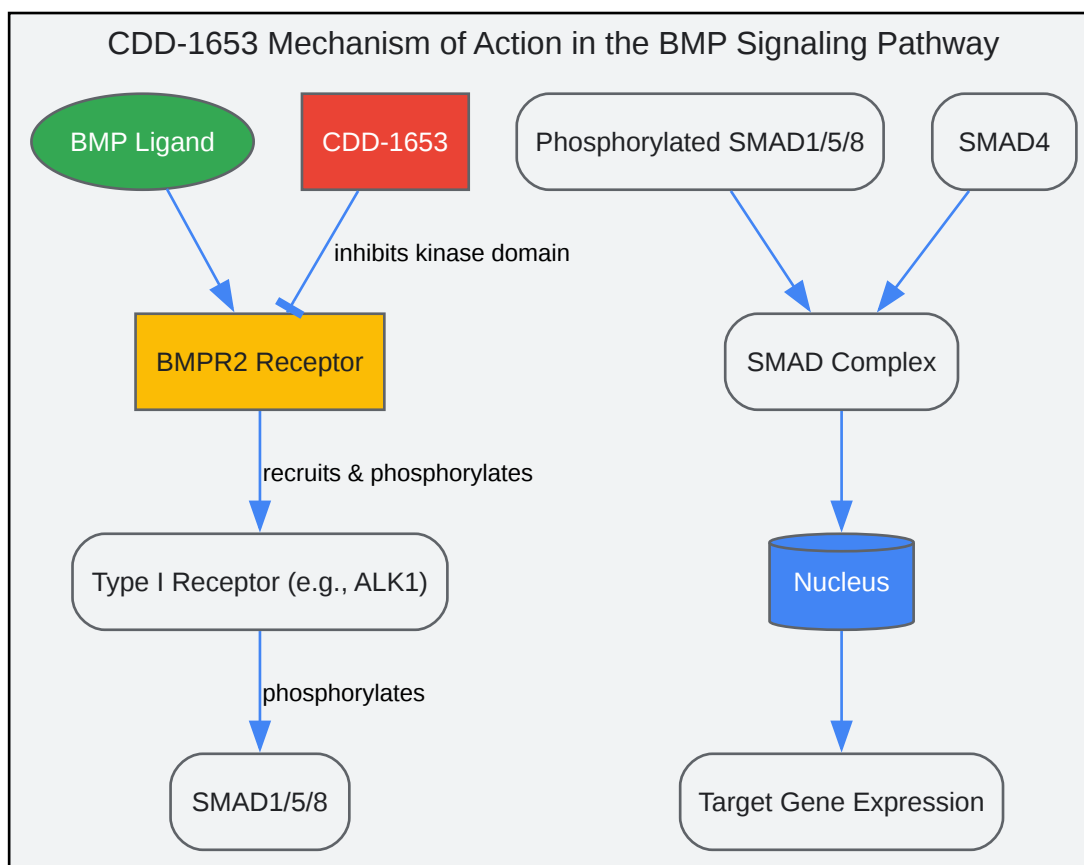 CDD-1653 Mechanism of Action in the BMP Signaling Pathway
BMP Ligand
CDD-1653
Phosphorylated SMAD1/5/8
SMAD4
inhibits kinase domain
BMPR2 Receptor
SMAD Complex
recruits & phosphorylates
Type I Receptor (e.g., ALK1)
Nucleus
phosphorylates
SMAD1/5/8
Target Gene Expression